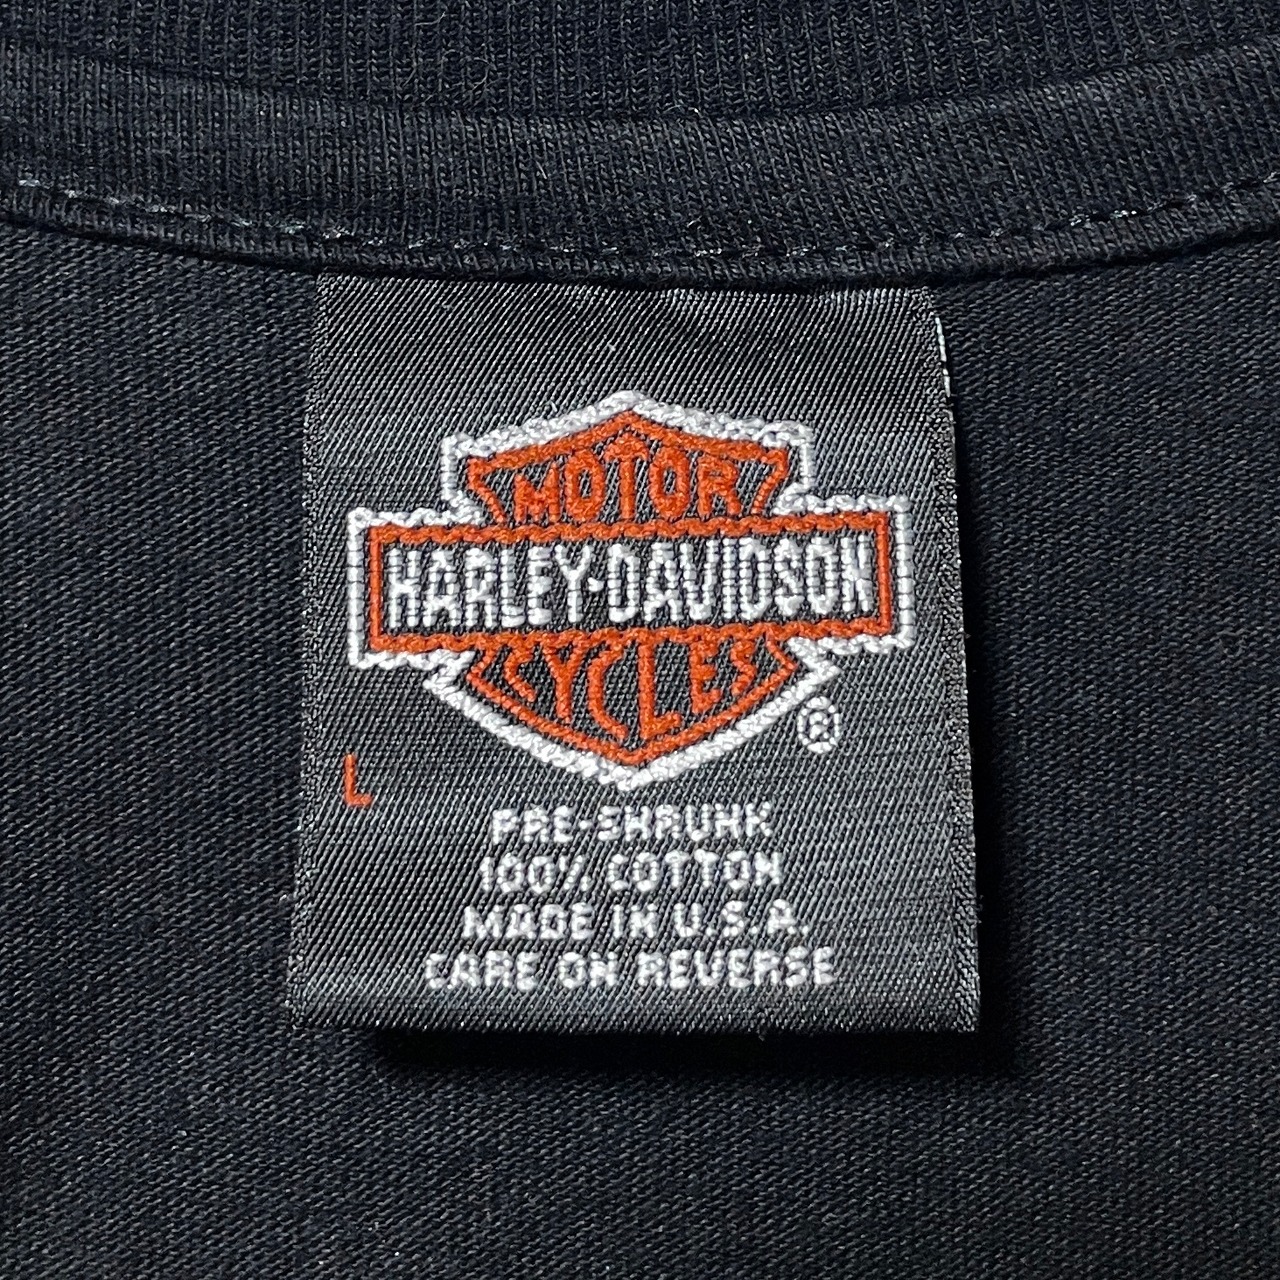 MOTOR
HARLEY-DAVIDSON
CYCLES
®
L
PRE-SHRUNK
100% COTTON
MADE IN U.S.A.
CARE ON REVERSE